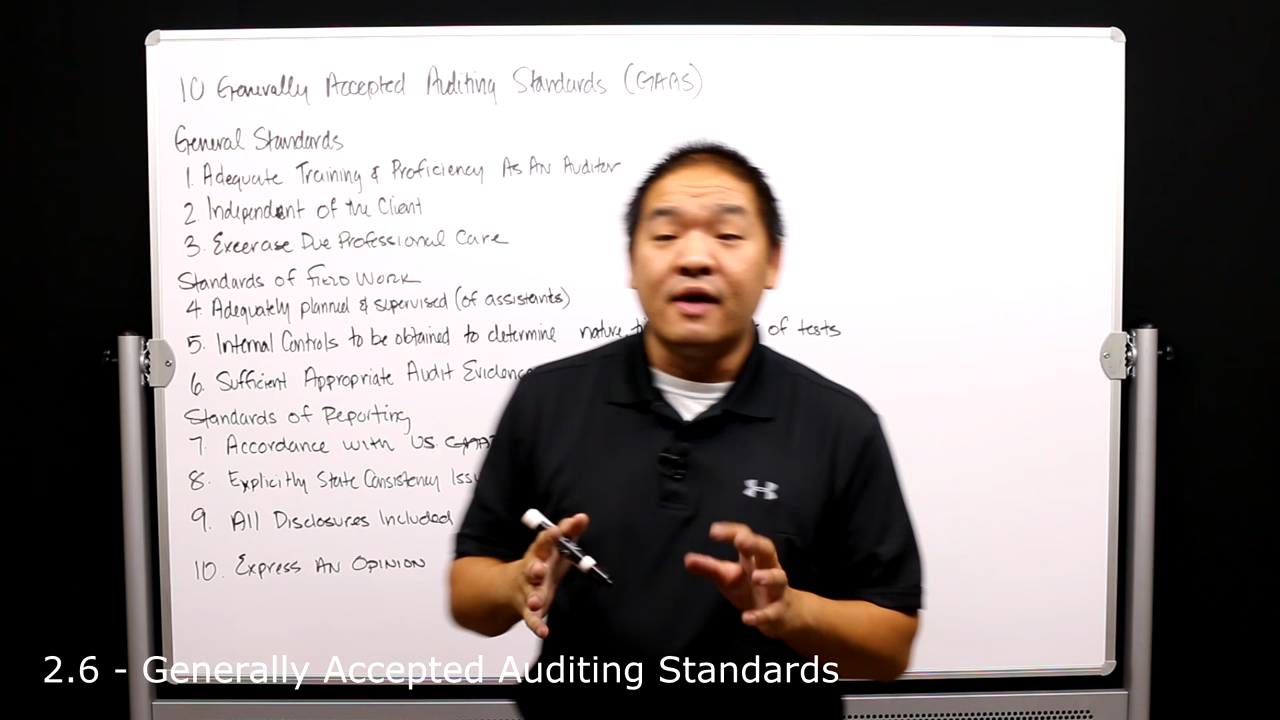 10 Generally Accepted Auditing Standards (GAAS)
General Standards
1. Adequate Training & Proficiency As An Auditor
2. Independent of the Client
3. Excerase Due Professional Care
Standards of Field Work
4. Adequately planned & supervised (of assistants)
5. Internal Controls to be obtained to determine nature of tests
6. Sufficient Appropriate Audit Evidence
Standards of Reporting
7. Accordance with US GAAP
8. Explicitly State Consistency
9. All Disclosures Included
10. Express An Opinion
2.6 - Generally Accepted Auditing Standards